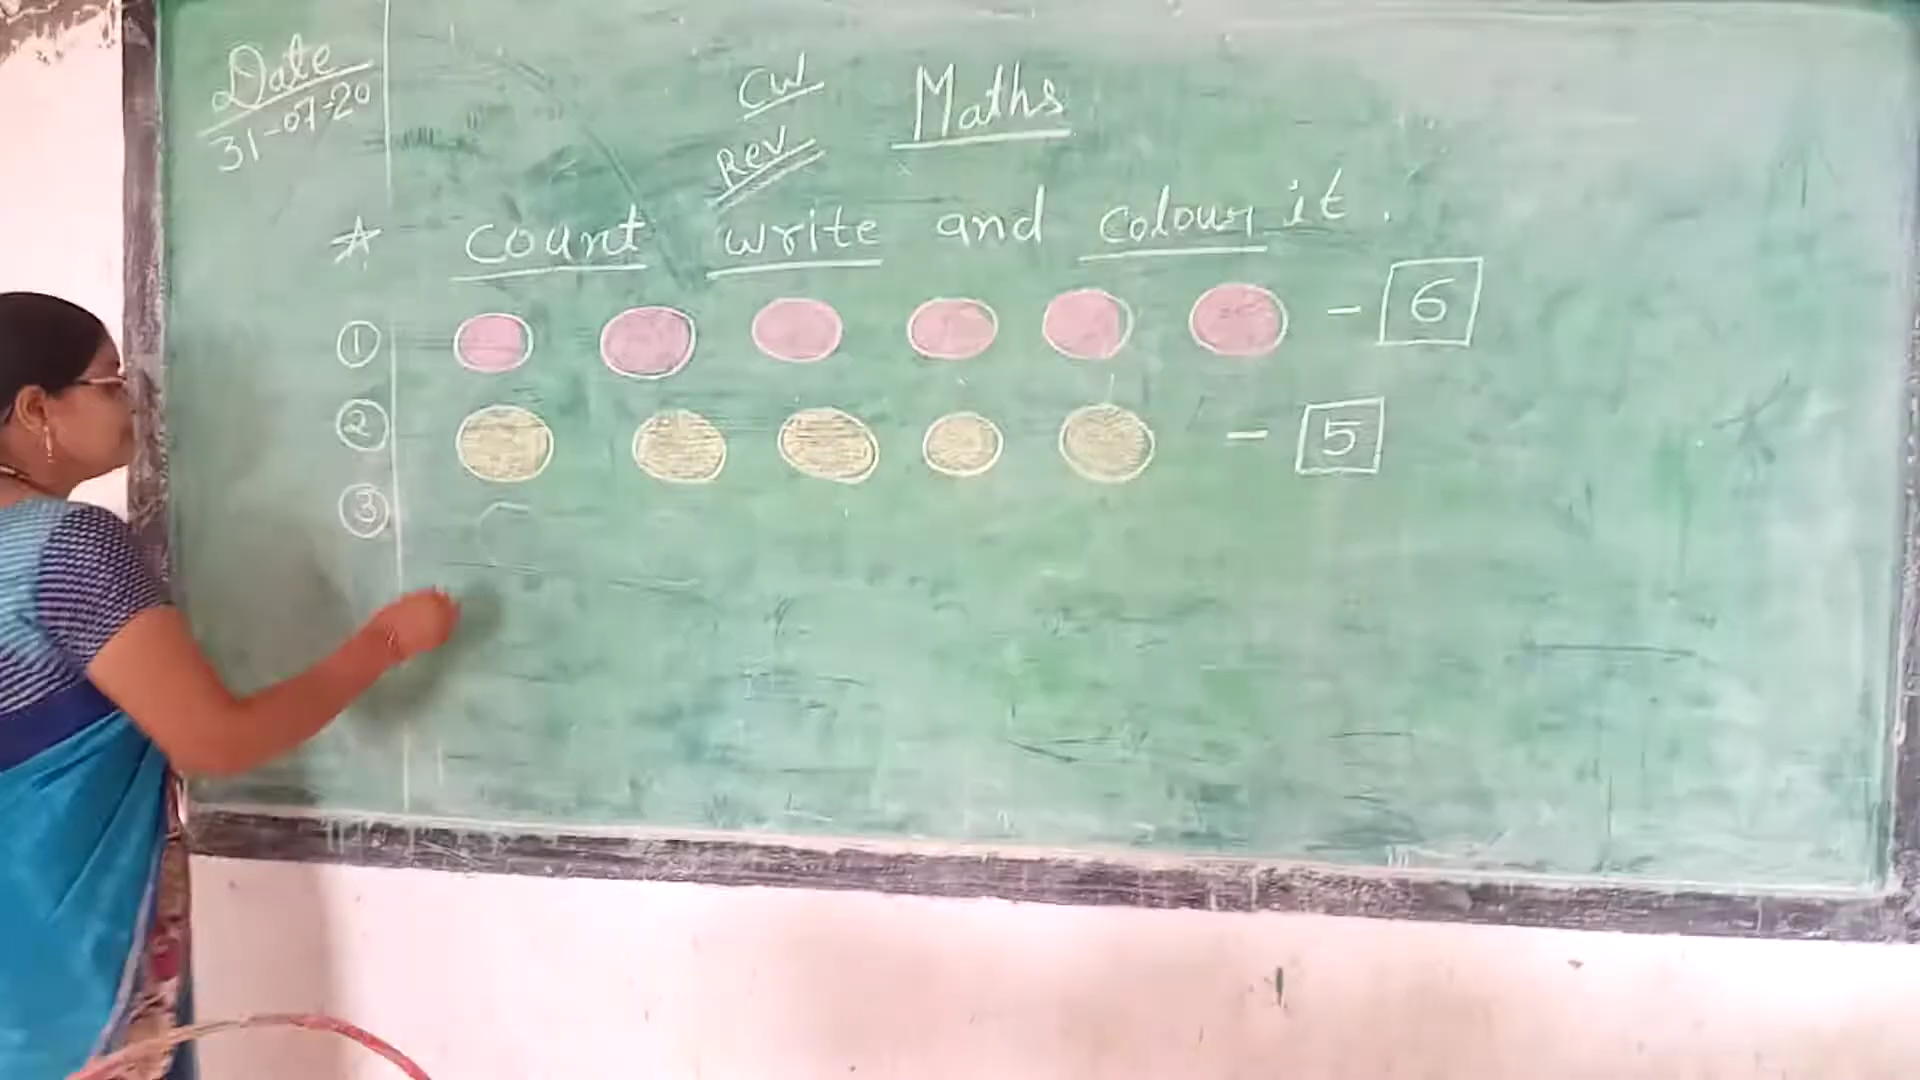 Date
31-07-20
CW
Rev
Maths
count write and colour it.
1 - 6
2 - 5
3